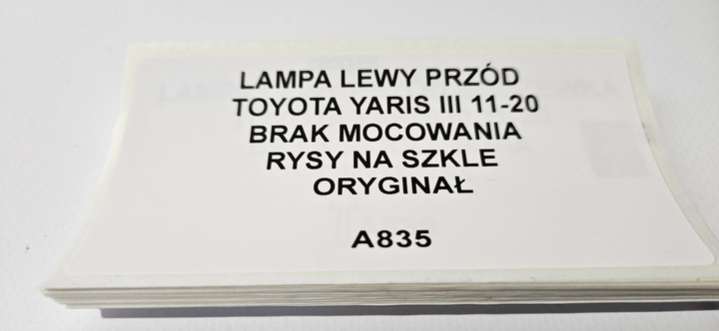 LAMPA LEWY PRZÓD
TOYOTA YARIS III 11-20
BRAK MOCOWANIA
RYSY NA SZKLE
ORYGINAŁ
A835